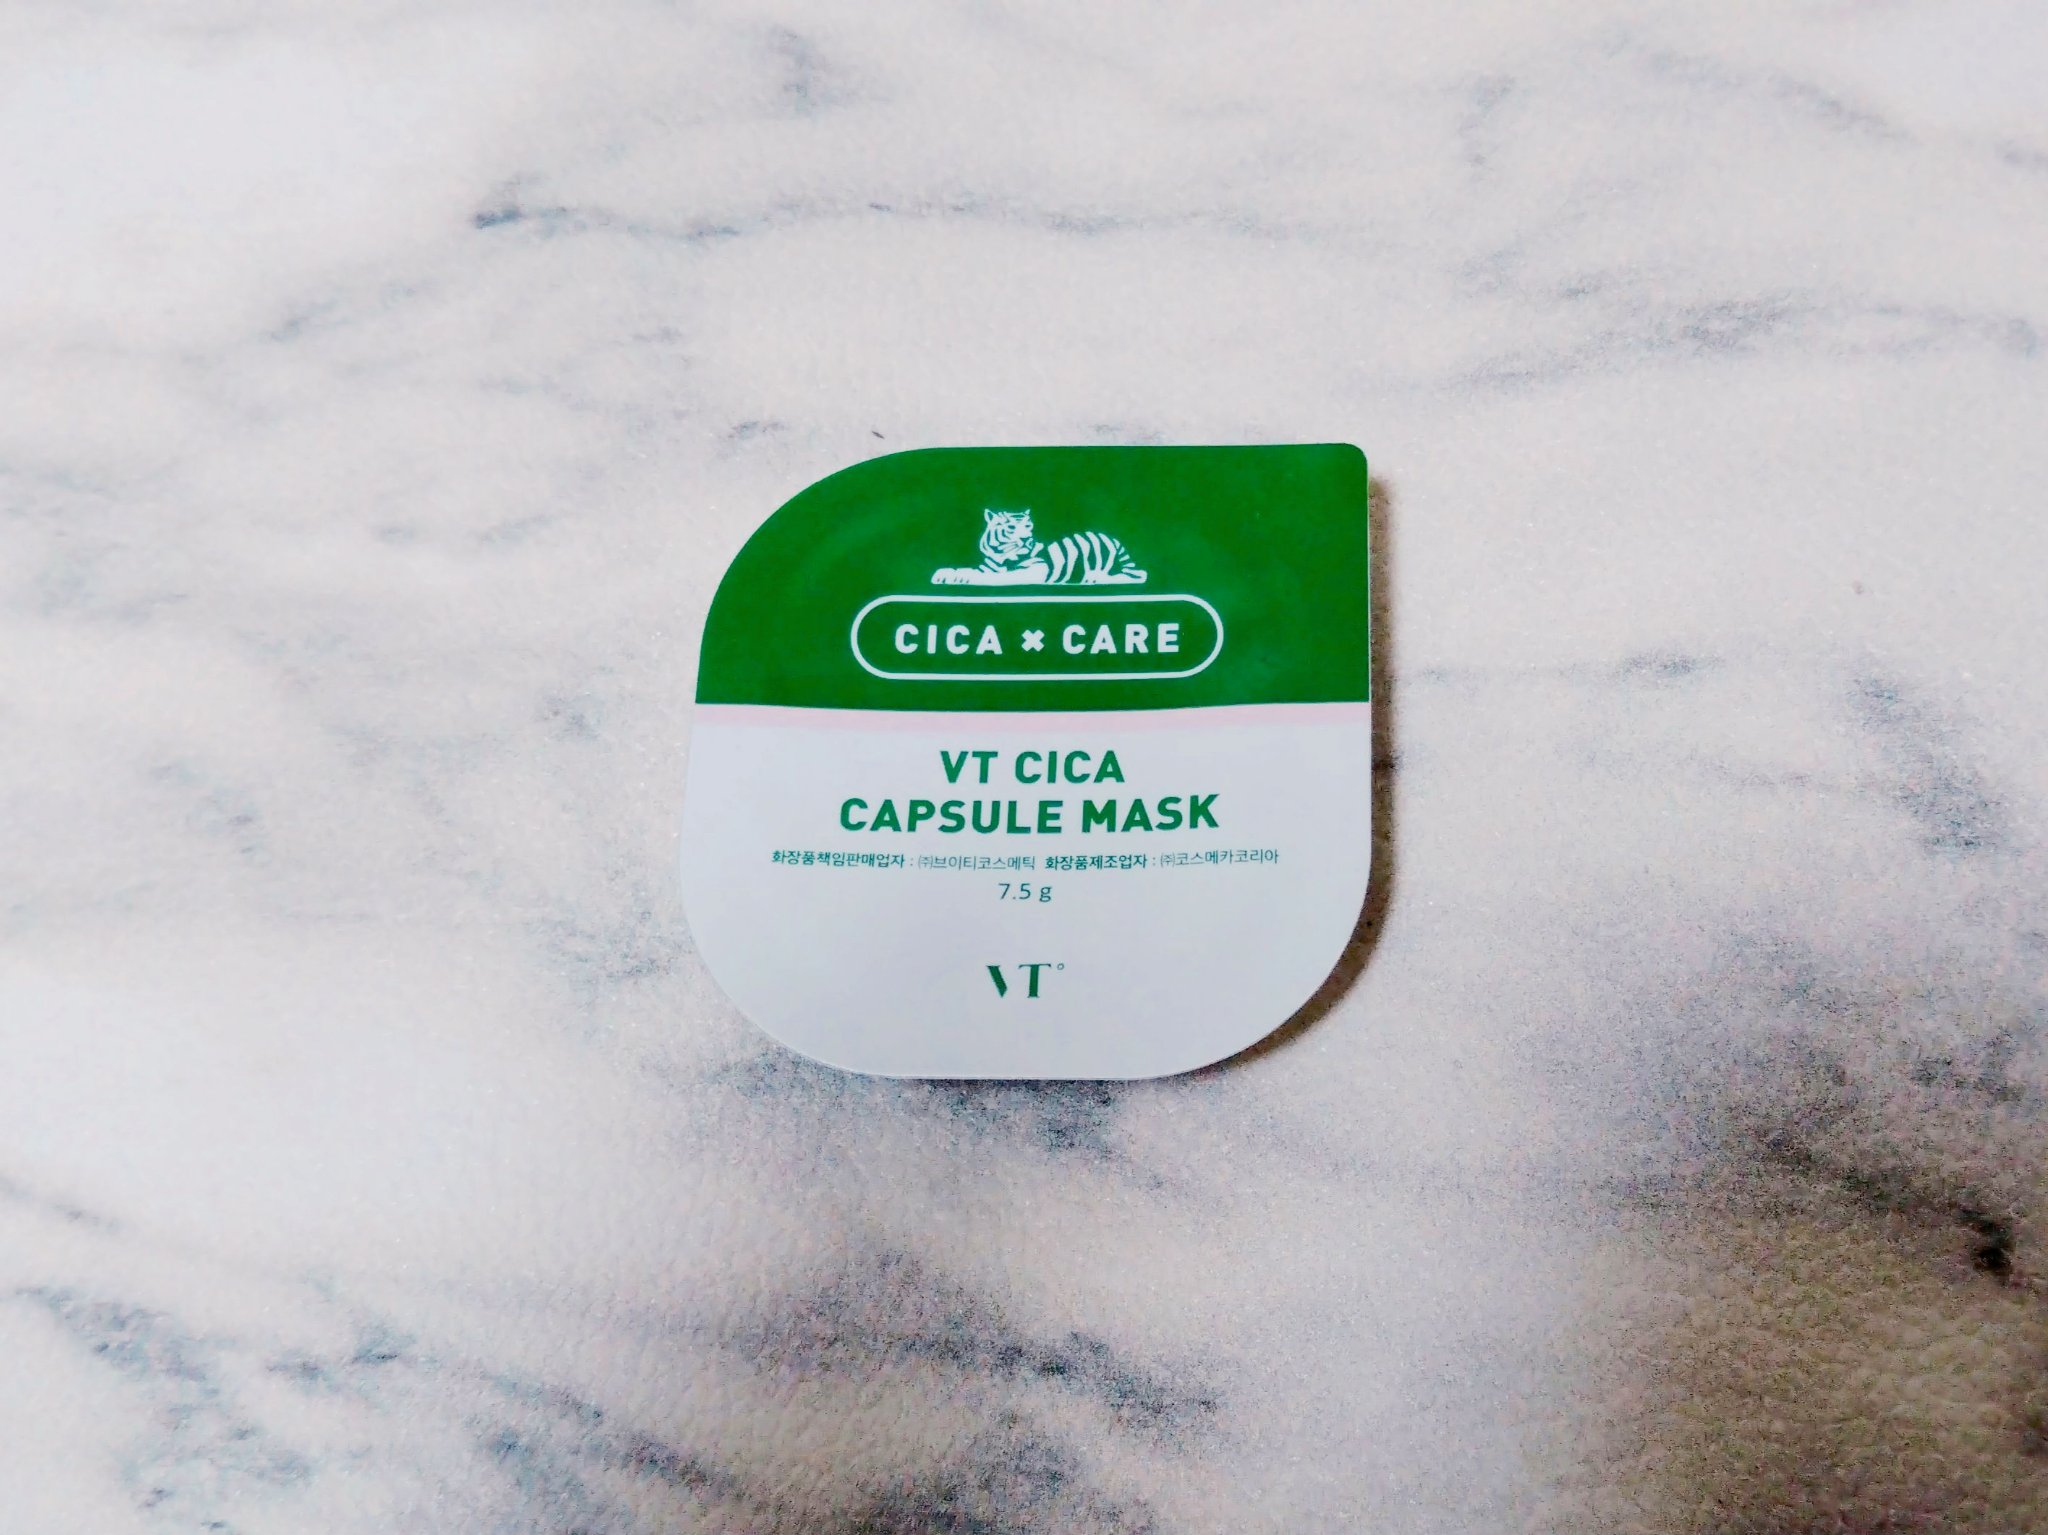 CICA × CARE
VT CICA
CAPSULE MASK
화장품책임판매업자 : ㈜브이티코스메틱 화장품제조업자 : ㈜코스메카코리아
7.5 g
VT°